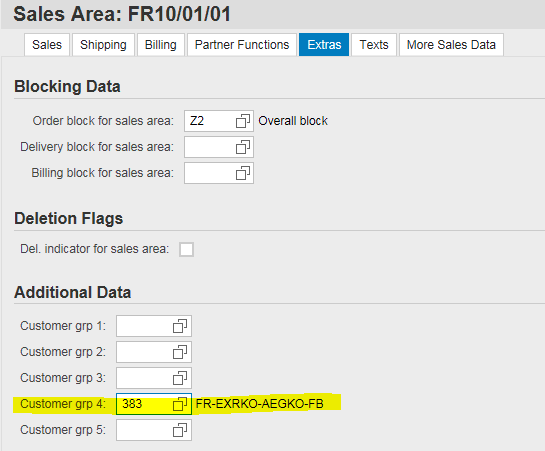 Sales Area: FR10/01/01
Sales Shipping Billing Partner Functions Extras Texts More Sales Data
Blocking Data
Order block for sales area: Z2 Overall block
Delivery block for sales area:
Billing block for sales area:
Deletion Flags
Del. indicator for sales area:
Additional Data
Customer grp 1:
Customer grp 2:
Customer grp 3:
Customer grp 4: 383 FR-EXRKO-AEGKO-FB
Customer grp 5: